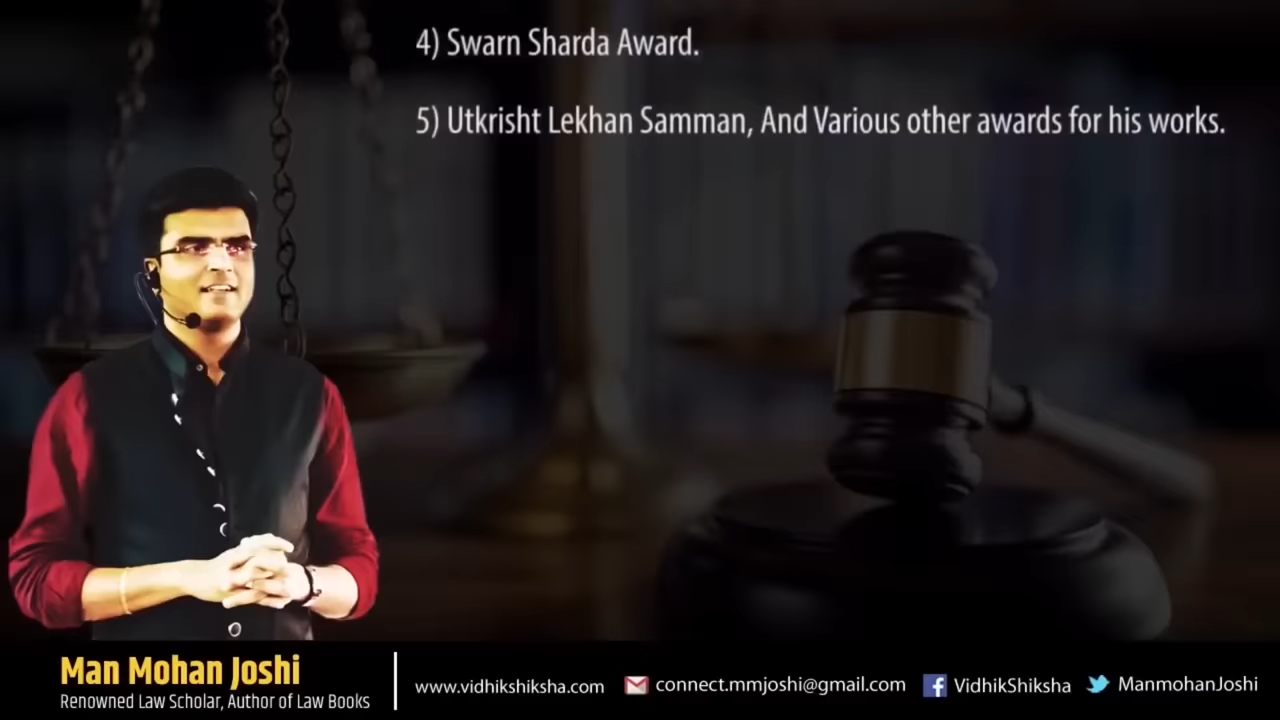 4) Swarn Sharda Award.
5) Utkrisht Lekhan Samman, And Various other awards for his works.
Man Mohan Joshi
Renowned Law Scholar, Author of Law Books
www.vidhikshiksha.com
connect.mmjoshi@gmail.com
VidhikShiksha
ManmohanJoshi